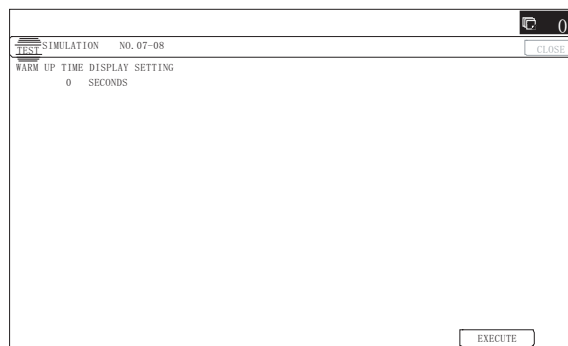 0
TEST SIMULATION NO.07-08
CLOSE
WARM UP TIME DISPLAY SETTING
0 SECONDS
EXECUTE